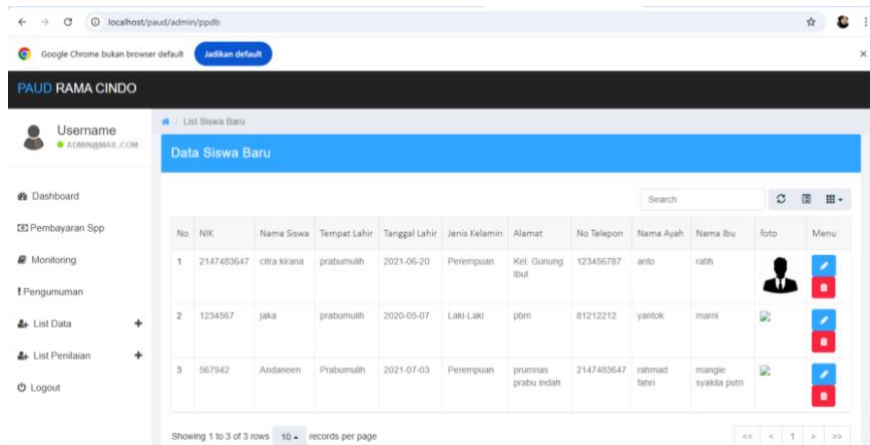 localhost/paud/admin/ppdb
Google Chrome bukan browser default Jadikan default
PAUD RAMA CINDO
Username
ADMIN@MAIL.COM
Dashboard
Pembayaran Spp
Monitoring
Pengumuman
List Data
List Penilaian
Logout
/ List Siswa Baru
Data Siswa Baru
Search
No NIK Nama Siswa Tempat Lahir Tanggal Lahir Jenis Kelamin Alamat No Telepon Nama Ayah Nama Ibu foto Menu
1 2147483647 citra kirana prabumulih 2021-06-20 Perempuan Kel. Gunung 123456787 anto ratih
Ibul
2 1234567 jaka prabumulih 2020-05-07 Laki-Laki pbm 81212212 yantok marni
3 567942 Andaneen Prabumulih 2021-07-03 Perempuan prumnas 2147483647 rahmad mangie
prabu indah fahri syakila putri
Showing 1 to 3 of 3 rows 10 records per page
<< < 1 > >>